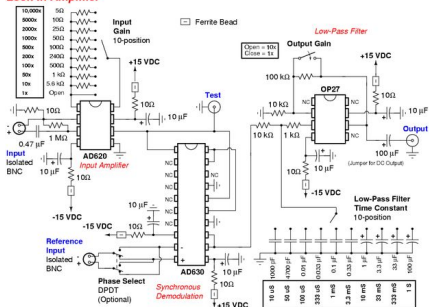 10,000x 5Ω
5000x 10Ω
2000x 25Ω
1000x 50Ω
500x 100Ω
200x 240Ω
100x 500Ω
50x 1 kΩ
10x 5.6 kΩ
1x Open
Input
Gain
10-position
Ferrite Bead
+15 VDC
10Ω
10 µF
10Ω
1 MΩ
0.47 µF
Input
Isolated
BNC
AD620
Input Amplifier
10 µF
10Ω
-15 VDC
Test
Low-Pass Filter
Open = 10x
Close = 1x
Output Gain
100 kΩ
+15 VDC
10Ω
OP27
NC
NC
NC
10 kΩ
10 kΩ
1 kΩ
10 µF
Output
100 µF
(Jumper for DC Output)
10Ω
10 µF
-15 VDC
NC
NC
NC
NC
NC
10 µF
-15 VDC
10Ω
Reference
Input
Isolated
BNC
Phase Select
DPDT
(Optional)
Synchronous
Demodulation
AD630
10 µF
10Ω
+15 VDC
Low-Pass Filter
Time Constant
10-position
1000 pF
4700 pF
0.01 µF
0.033 µF
0.1 µF
0.33 µF
1 µF
3.3 µF
33 µF
10 uS
50 uS
100 uS
333 uS
1 mS
3.3 mS
10 mS
33 mS
1 S